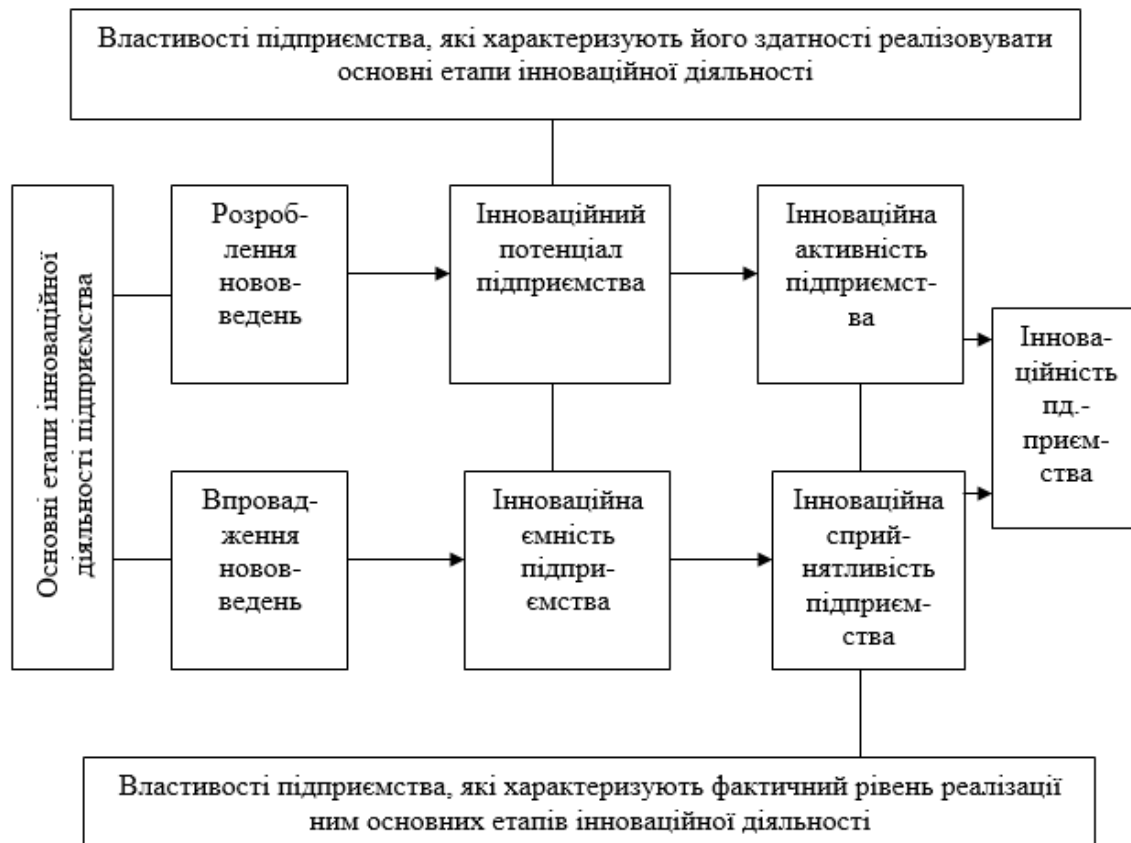 Властивості підприємства, які характеризують його здатності реалізовувати
основні етапи інноваційної діяльності
Основні етапи інноваційної
діяльності підприємства
Розроб-
лення
новов-
ведень
Інноваційний
потенціал
підприємства
Інноваційна
активність
підприємст-
ва
Іннова-
ційність
пд.-
приєм-
ства
Впровад-
ження
новов-
ведень
Інноваційна
ємність
підпри-
ємства
Інноваційна
сприй-
нятливість
підприєм-
ства
Властивості підприємства, які характеризують фактичний рівень реалізації
ним основних етапів інноваційної діяльності